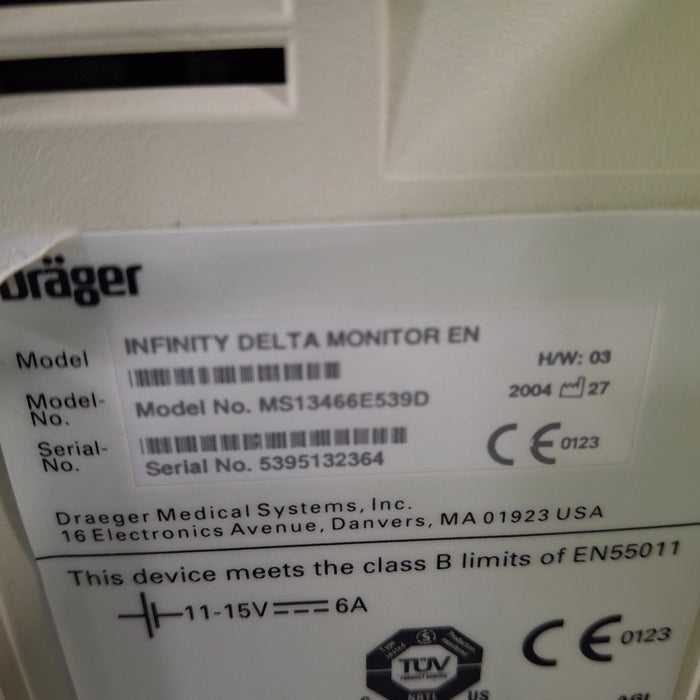 Dräger
Model INFINITY DELTA MONITOR EN
H/W: 03
Model-No. Model No. MS13466E539D
2004 27
Serial-No. Serial No. 5395132364
CE 0123
Draeger Medical Systems, Inc.
16 Electronics Avenue, Danvers, MA 01923 USA
This device meets the class B limits of EN55011
11-15V 6A
CE 0123
TÜV
NRTL US